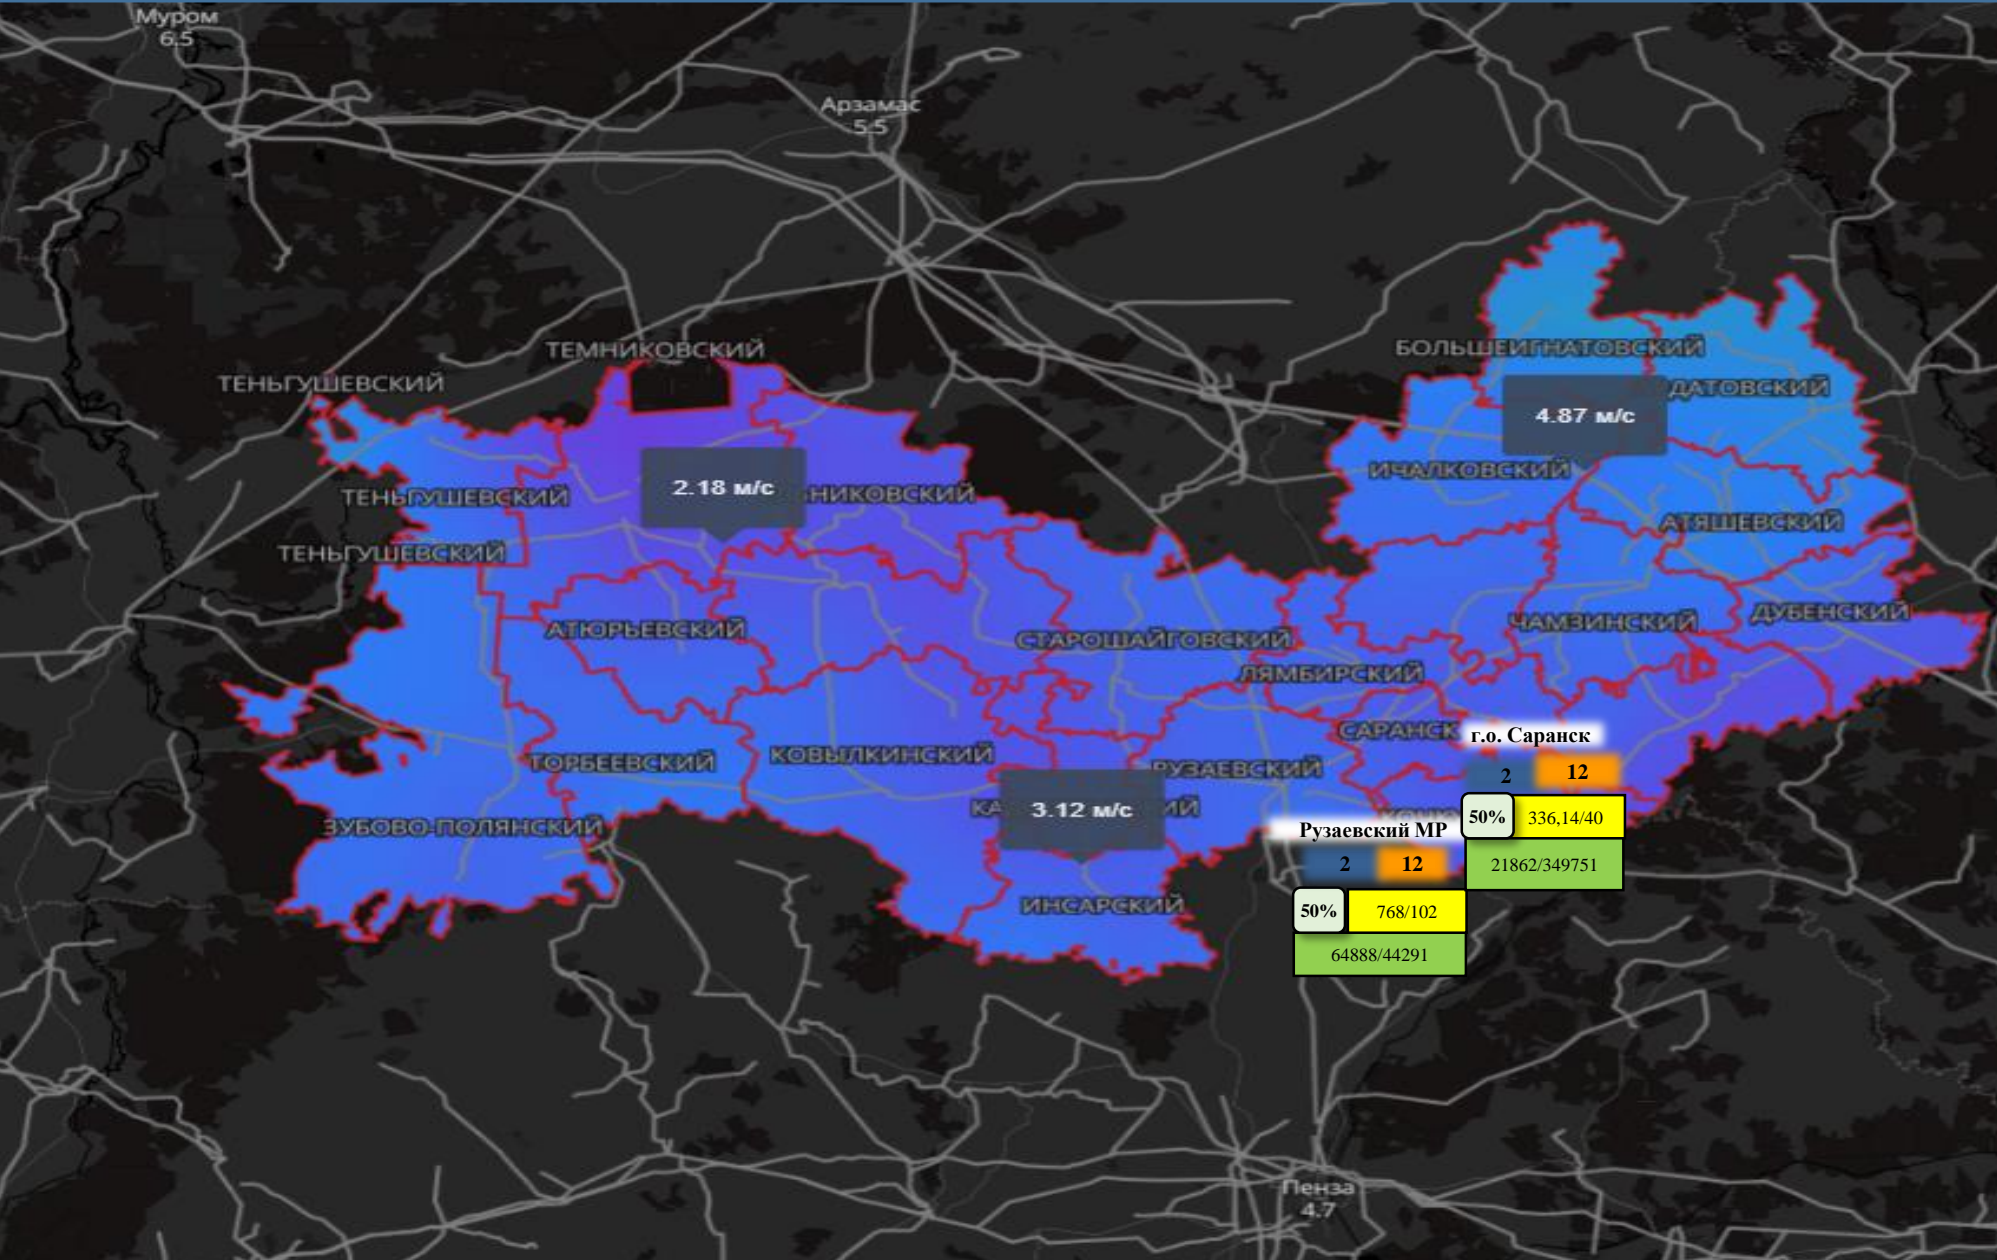 Муром
6.5
Арзамас
5.5
ТЕМНИКОВСКИЙ
БОЛЬШЕИГНАТОВСКИЙ
ТЕНЬГУШЕВСКИЙ
ДАТОВСКИЙ
4.87 м/с
ИЧАЛКОВСКИЙ
2.18 м/с
НИКОВСКИЙ
ТЕНЬГУШЕВСКИЙ
АТЯШЕВСКИЙ
ТЕНЬГУШЕВСКИЙ
ДУБЕНСКИЙ
ЧАМЗИНСКИЙ
АТЮРЬЕВСКИЙ
СТАРОШАЙГОВСКИЙ
ЛЯМБИРСКИЙ
САРАНСК
г.о. Саранск
КОВЫЛКИНСКИЙ
ТОРБЕЕВСКИЙ
РУЗАЕВСКИЙ
2 12
КА
ИЙ
3.12 м/с
50% 336,14/40
ЗУБОВО-ПОЛЯНСКИЙ
Рузаевский МР
2 12
21862/349751
ИНСАРСКИЙ
50% 768/102
64888/44291
Пенза
4.7